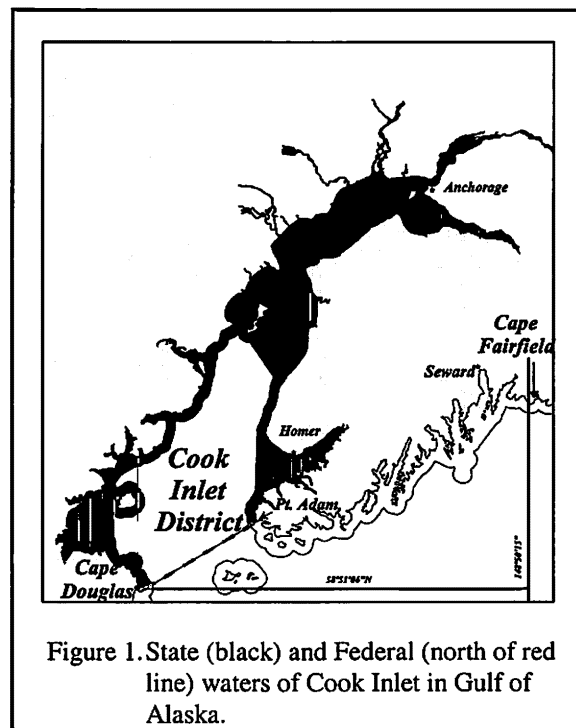 Anchorage
Cape
Fairfield
Seward
Homer
Cook
Inlet
District
Pt. Adam
Cape
Douglas
Figure 1. State (black) and Federal (north of red
line) waters of Cook Inlet in Gulf of
Alaska.